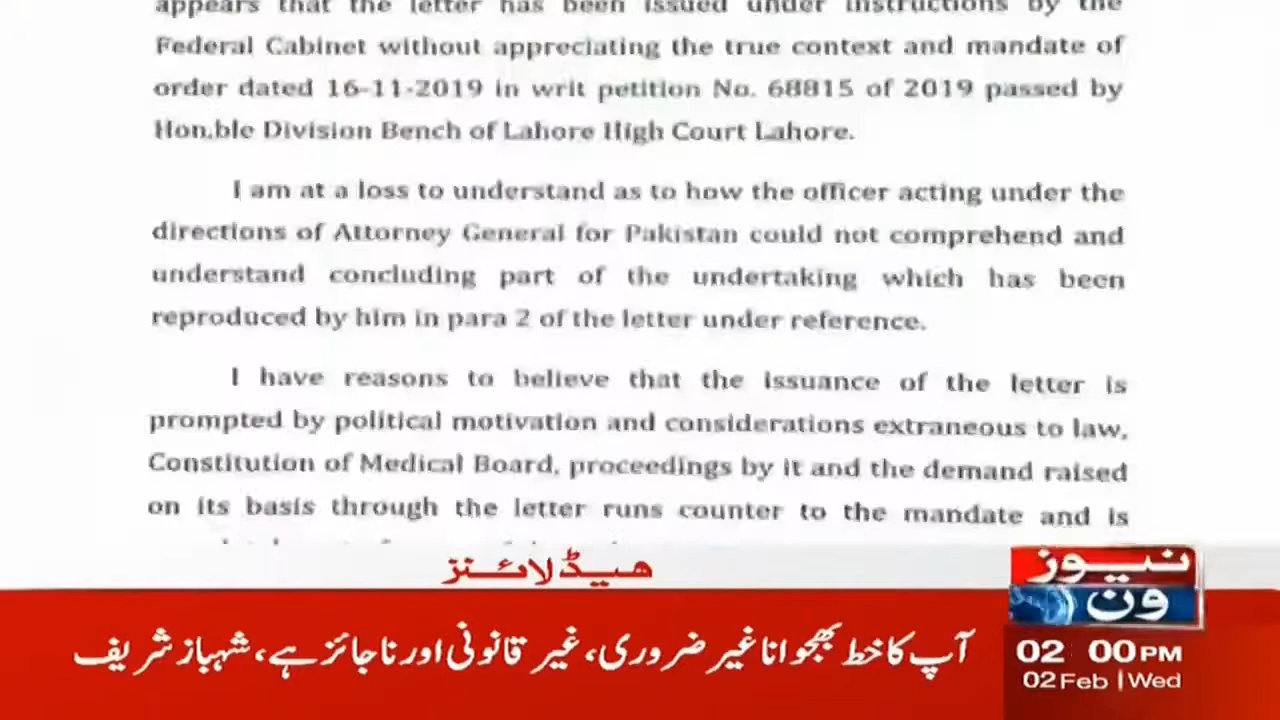 appears that the letter has been issued under instructions by the
Federal Cabinet without appreciating the true context and mandate of
order dated 16-11-2019 in writ petition No. 68815 of 2019 passed by
Hon.ble Division Bench of Lahore High Court Lahore.
I am at a loss to understand as to how the officer acting under the
directions of Attorney General for Pakistan could not comprehend and
understand concluding part of the undertaking which has been
reproduced by him in para 2 of the letter under reference.
I have reasons to believe that the issuance of the letter is
prompted by political motivation and considerations extraneous to law,
Constitution of Medical Board, proceedings by it and the demand raised
on its basis through the letter runs counter to the mandate and is
ھیڈلائنز
نیوز
ون
آپ کا خط بھجوانا غیر ضروری، غیر قانونی اور ناجائز ہے، شہباز شریف
02 00 PM
02 Feb | Wed